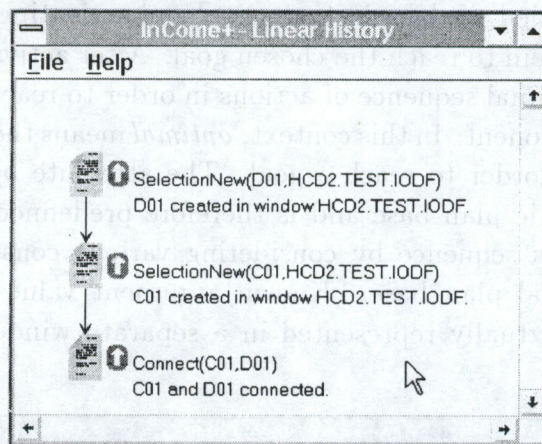 InCome+ - Linear History
File Help
SelectionNew(D01,HCD2.TEST.IODF)
D01 created in window HCD2.TEST.IODF.
SelectionNew(C01,HCD2.TEST.IODF)
C01 created in window HCD2.TEST.IODF.
Connect(C01,D01)
C01 and D01 connected.